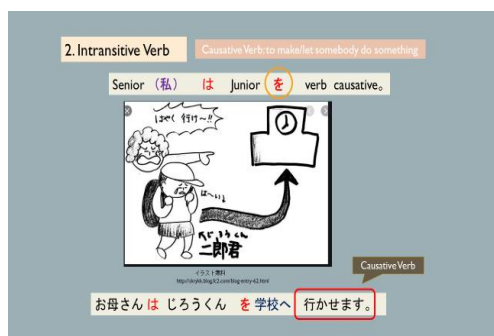 2. Intransitive Verb
Causative Verb: to make/let somebody do something
Senior （私） は Junior を verb causative。
はやく 行け〜!!
は〜い
じろうくん
二郎君
イラスト無料
Causative Verb
お母さん は じろうくん を 学校へ 行かせます。